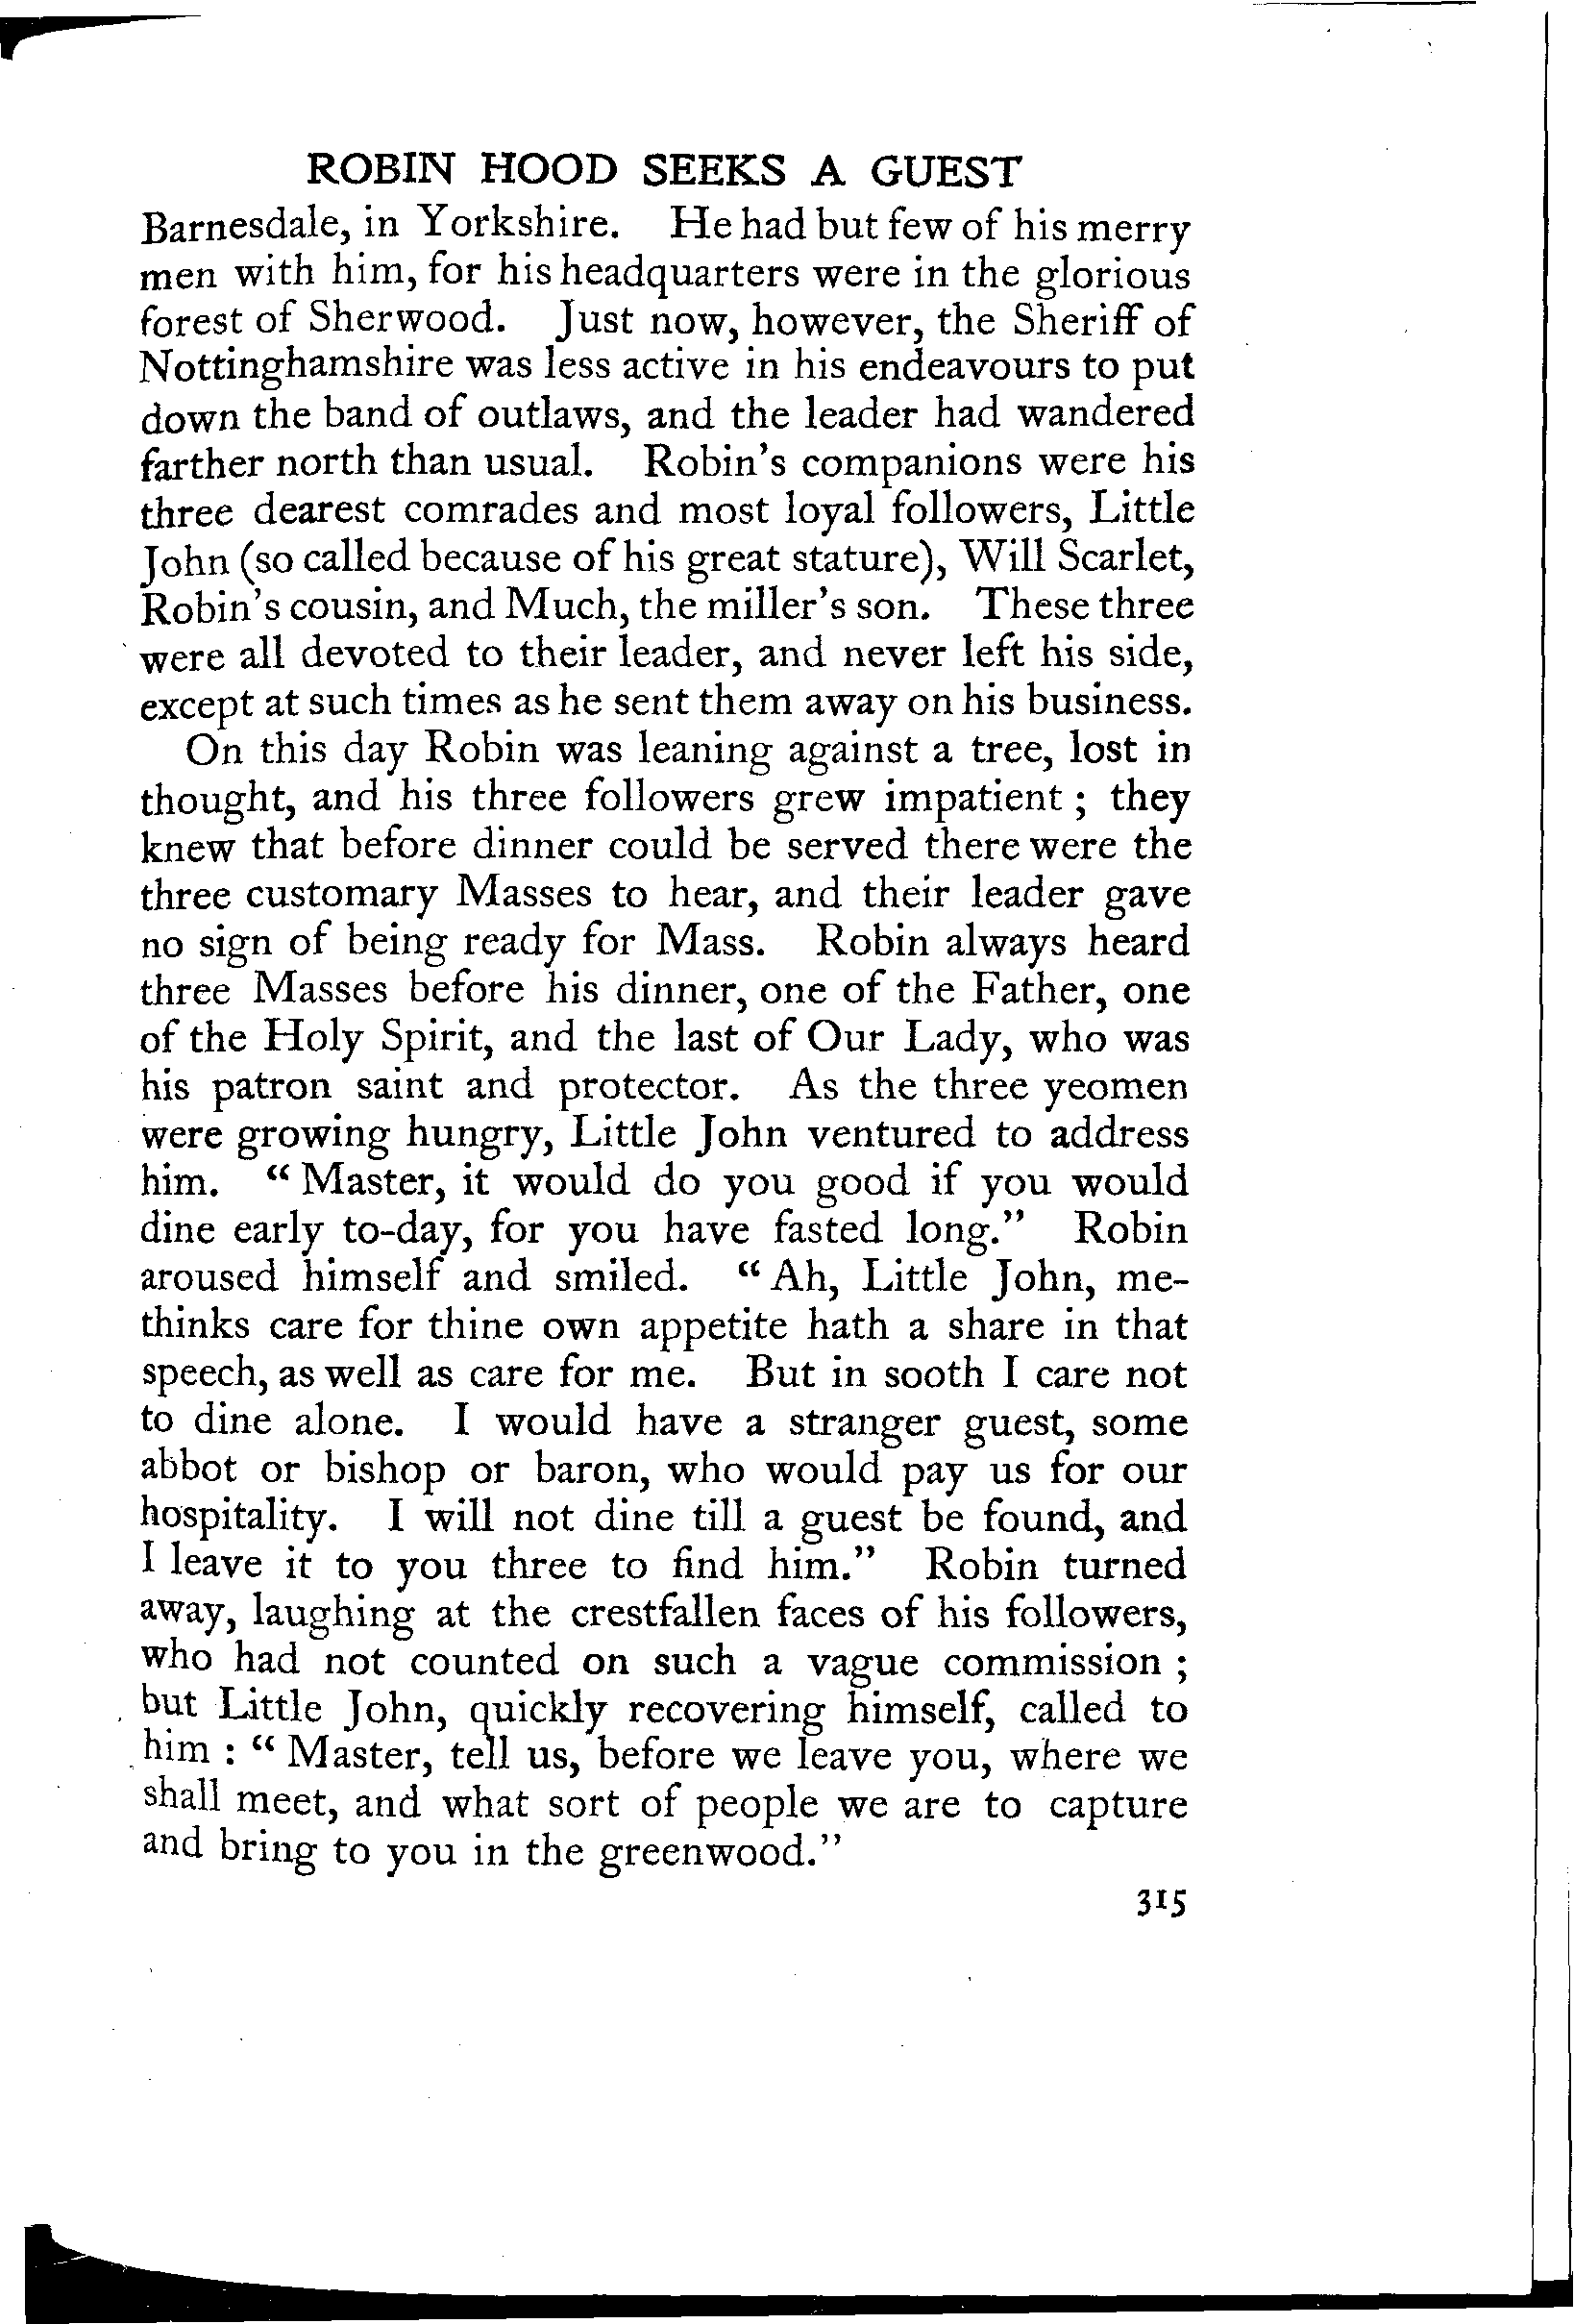 ROBIN HOOD SEEKS A GUEST
Barnesdale, in Yorkshire. He had but few of his merry
men with him, for his headquarters were in the glorious
forest of Sherwood. Just now, however, the Sheriff of
Nottinghamshire was less active in his endeavours to put
down the band of outlaws, and the leader had wandered
farther north than usual. Robin's companions were his
three dearest comrades and most loyal followers, Little
John (so called because of his great stature), Will Scarlet,
Robin's cousin, and Much, the miller's son. These three
were all devoted to their leader, and never left his side,
except at such times as he sent them away on his business.
On this day Robin was leaning against a tree, lost in
thought, and his three followers grew impatient ; they
knew that before dinner could be served there were the
three customary Masses to hear, and their leader gave
no sign of being ready for Mass. Robin always heard
three Masses before his dinner, one of the Father, one
of the Holy Spirit, and the last of Our Lady, who was
his patron saint and protector. As the three yeomen
were growing hungry, Little John ventured to address
him. “ Master, it would do you good if you would
dine early to-day, for you have fasted long.” Robin
aroused himself and smiled. “ Ah, Little John, me-
thinks care for thine own appetite hath a share in that
speech, as well as care for me. But in sooth I care not
to dine alone. I would have a stranger guest, some
abbot or bishop or baron, who would pay us for our
hospitality. I will not dine till a guest be found, and
I leave it to you three to find him.” Robin turned
away, laughing at the crestfallen faces of his followers,
who had not counted on such a vague commission ;
but Little John, quickly recovering himself, called to
him : “ Master, tell us, before we leave you, where we
shall meet, and what sort of people we are to capture
and bring to you in the greenwood.”
315